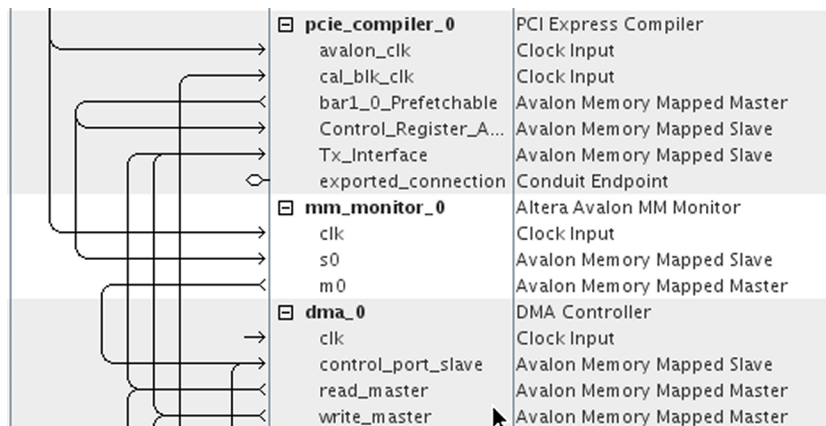 pcie_compiler_0 PCI Express Compiler
avalon_clk Clock Input
cal_blk_clk Clock Input
bar1_0_Prefetchable Avalon Memory Mapped Master
Control_Register_A... Avalon Memory Mapped Slave
Tx_Interface Avalon Memory Mapped Slave
exported_connection Conduit Endpoint
mm_monitor_0 Altera Avalon MM Monitor
clk Clock Input
s0 Avalon Memory Mapped Slave
m0 Avalon Memory Mapped Master
dma_0 DMA Controller
clk Clock Input
control_port_slave Avalon Memory Mapped Slave
read_master Avalon Memory Mapped Master
write_master Avalon Memory Mapped Master